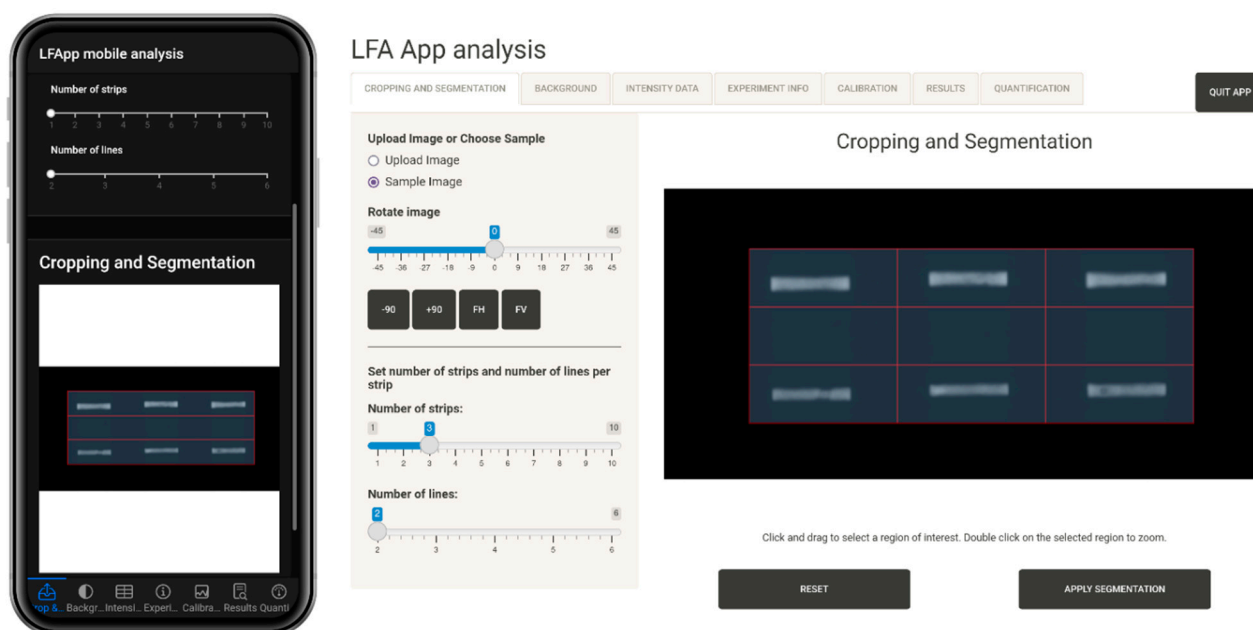 LFApp mobile analysis
Number of strips
1 2 3 4 5 6 7 8 9 10
Number of lines
2 3 4 5 6
Cropping and Segmentation
rop &... Backgr... Intensi... Experi... Calibra... Results Quanti
LFA App analysis
CROPPING AND SEGMENTATION BACKGROUND INTENSITY DATA EXPERIMENT INFO CALIBRATION RESULTS QUANTIFICATION
QUIT APP
Upload Image or Choose Sample
Upload Image
Sample Image
Rotate image
-45 0 45
-45 -36 -27 -18 -9 0 9 18 27 36 45
-90 +90 FH FV
Set number of strips and number of lines per
strip
Number of strips:
1 3 10
1 2 3 4 5 6 7 8 9 10
Number of lines:
2 6
2 3 4 5 6
Cropping and Segmentation
Click and drag to select a region of interest. Double click on the selected region to zoom.
RESET APPLY SEGMENTATION